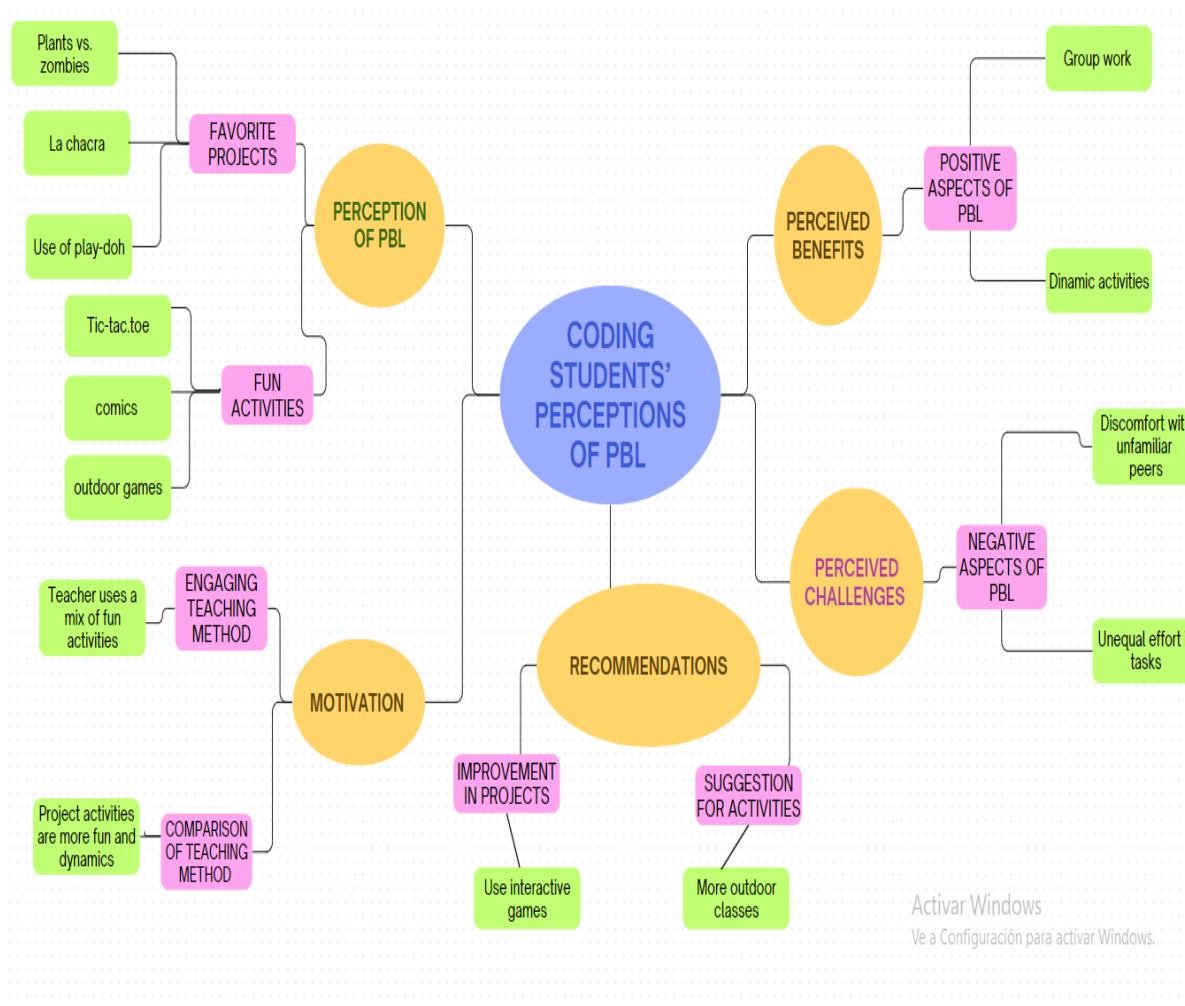 Plants vs.
zombies
La chacra
Use of play-doh
FAVORITE
PROJECTS
PERCEPTION
OF PBL
Tic-tac.toe
comics
outdoor games
FUN
ACTIVITIES
Teacher uses a
mix of fun
activities
ENGAGING
TEACHING
METHOD
Project activities
are more fun and
dynamics
COMPARISON
OF TEACHING
METHOD
MOTIVATION
CODING
STUDENTS’
PERCEPTIONS
OF PBL
RECOMMENDATIONS
IMPROVEMENT
IN PROJECTS
Use interactive
games
SUGGESTION
FOR ACTIVITIES
More outdoor
classes
PERCEIVED
BENEFITS
POSITIVE
ASPECTS OF
PBL
Group work
Dinamic activities
PERCEIVED
CHALLENGES
NEGATIVE
ASPECTS OF
PBL
Discomfort wit
unfamiliar
peers
Unequal effort
tasks
Activar Windows
Ve a Configuración para activar Windows.